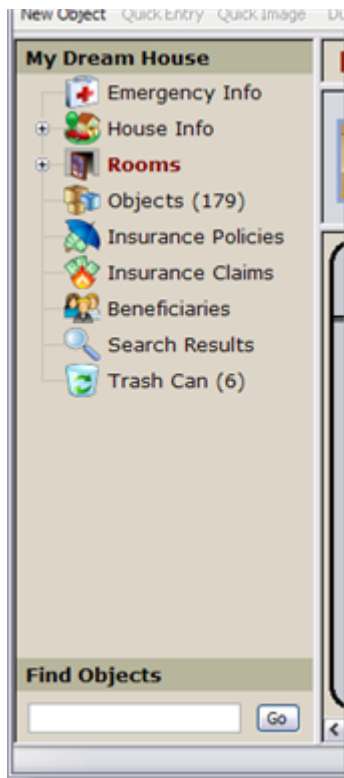 New Object Quick Entry Quick Image
My Dream House
Emergency Info
House Info
Rooms
Objects (179)
Insurance Policies
Insurance Claims
Beneficiaries
Search Results
Trash Can (6)
Find Objects
Go